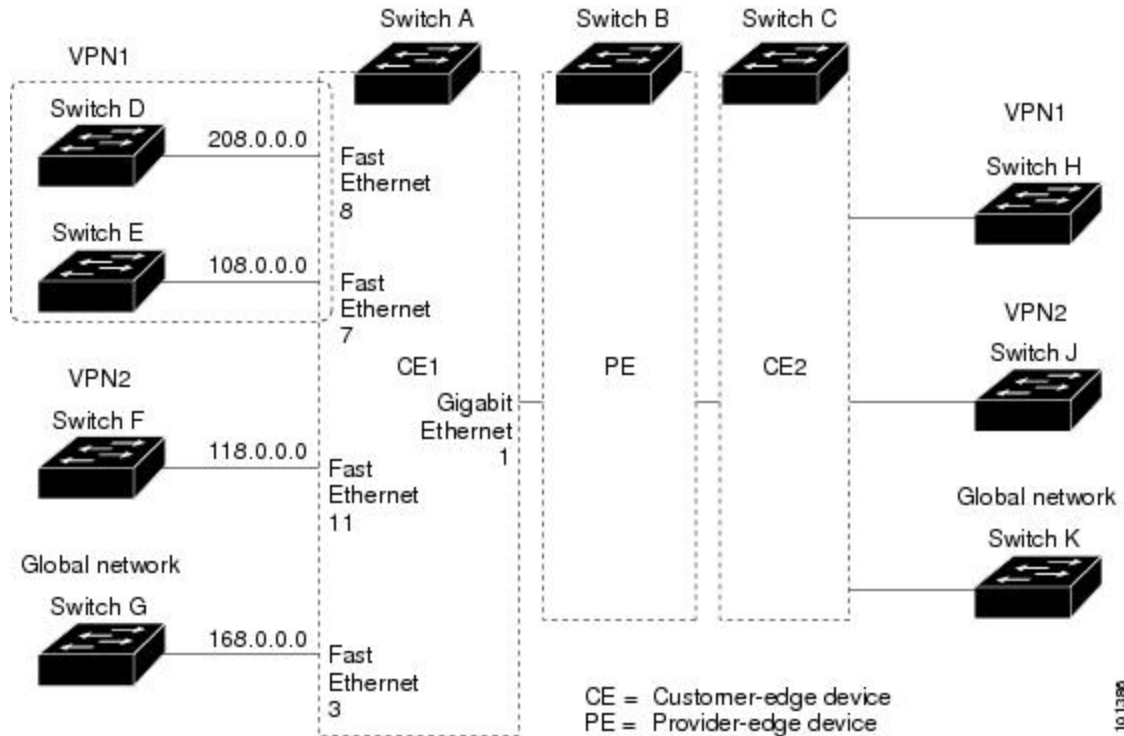 Switch A
Switch B
Switch C
VPN1
Switch D
208.0.0.0
Fast
Ethernet
8
Switch E
108.0.0.0
Fast
Ethernet
7
VPN2
Switch F
118.0.0.0
Fast
Ethernet
11
Global network
Switch G
168.0.0.0
Fast
Ethernet
3
CE1
Gigabit
Ethernet
1
PE
CE2
VPN1
Switch H
VPN2
Switch J
Global network
Switch K
CE = Customer-edge device
PE = Provider-edge device
101386